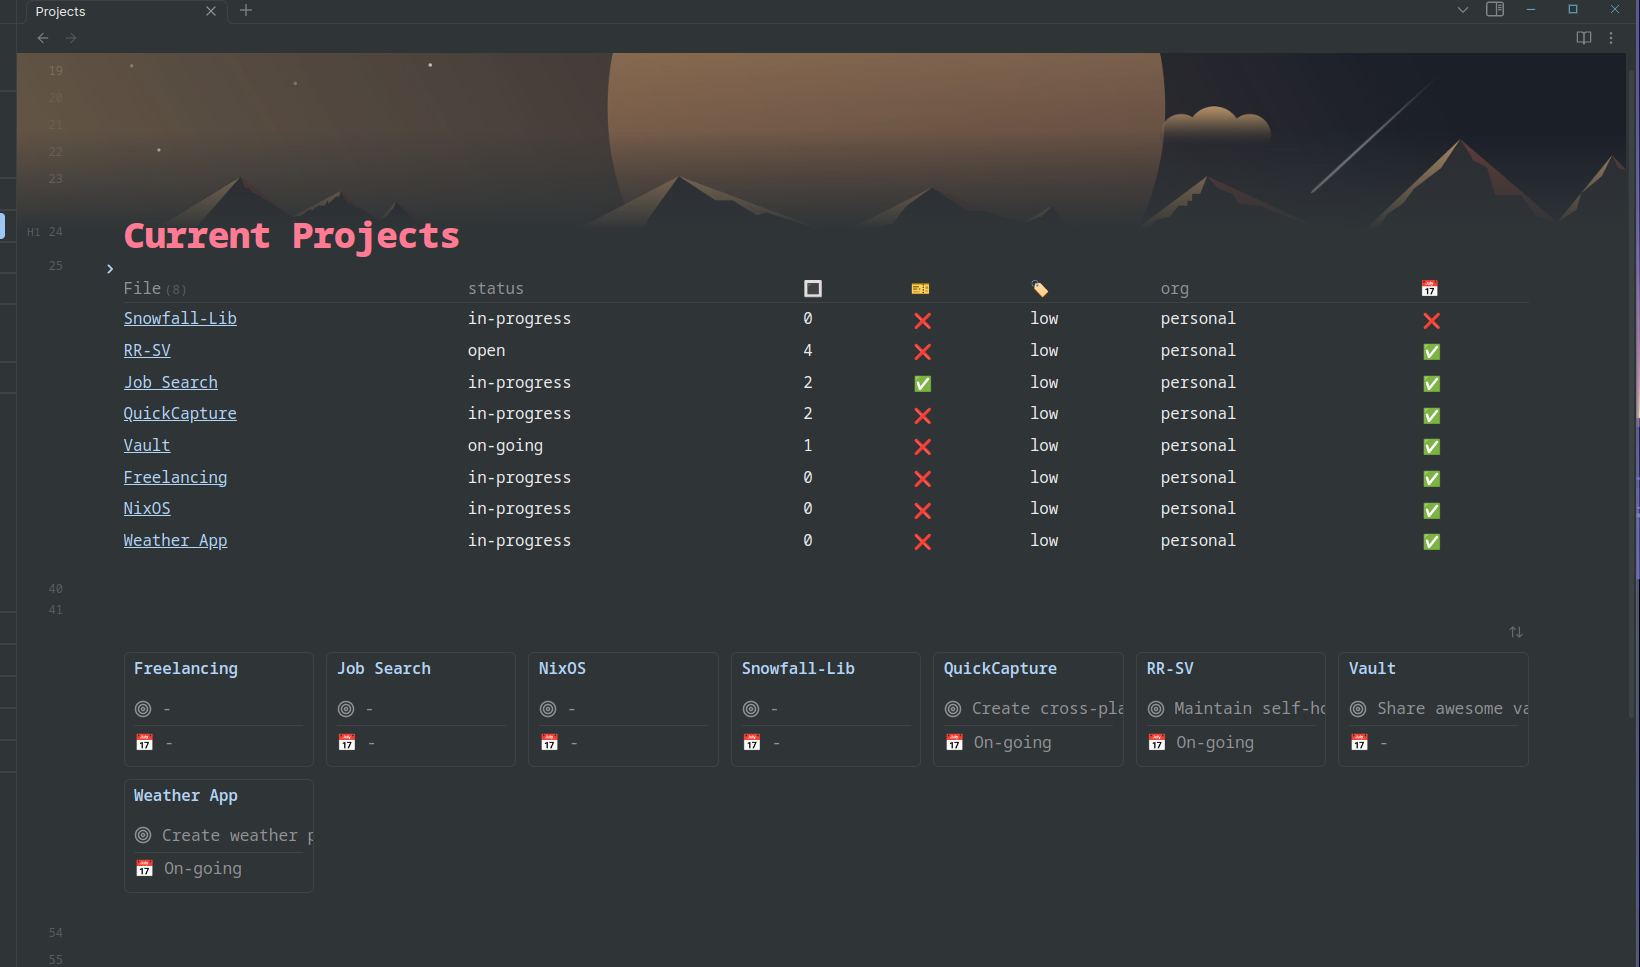 Projects
19
20
21
22
23
H1 24 Current Projects
25
File (8) status org
Snowfall-Lib in-progress 0 low personal
RR-SV open 4 low personal
Job Search in-progress 2 low personal
QuickCapture in-progress 2 low personal
Vault on-going 1 low personal
Freelancing in-progress 0 low personal
NixOS in-progress 0 low personal
Weather App in-progress 0 low personal
40
41
Freelancing Job Search NixOS Snowfall-Lib QuickCapture RR-SV Vault
- - - - Create cross-pla Maintain self-ho Share awesome va
- - - - On-going On-going -
Weather App
Create weather p
On-going
54
55